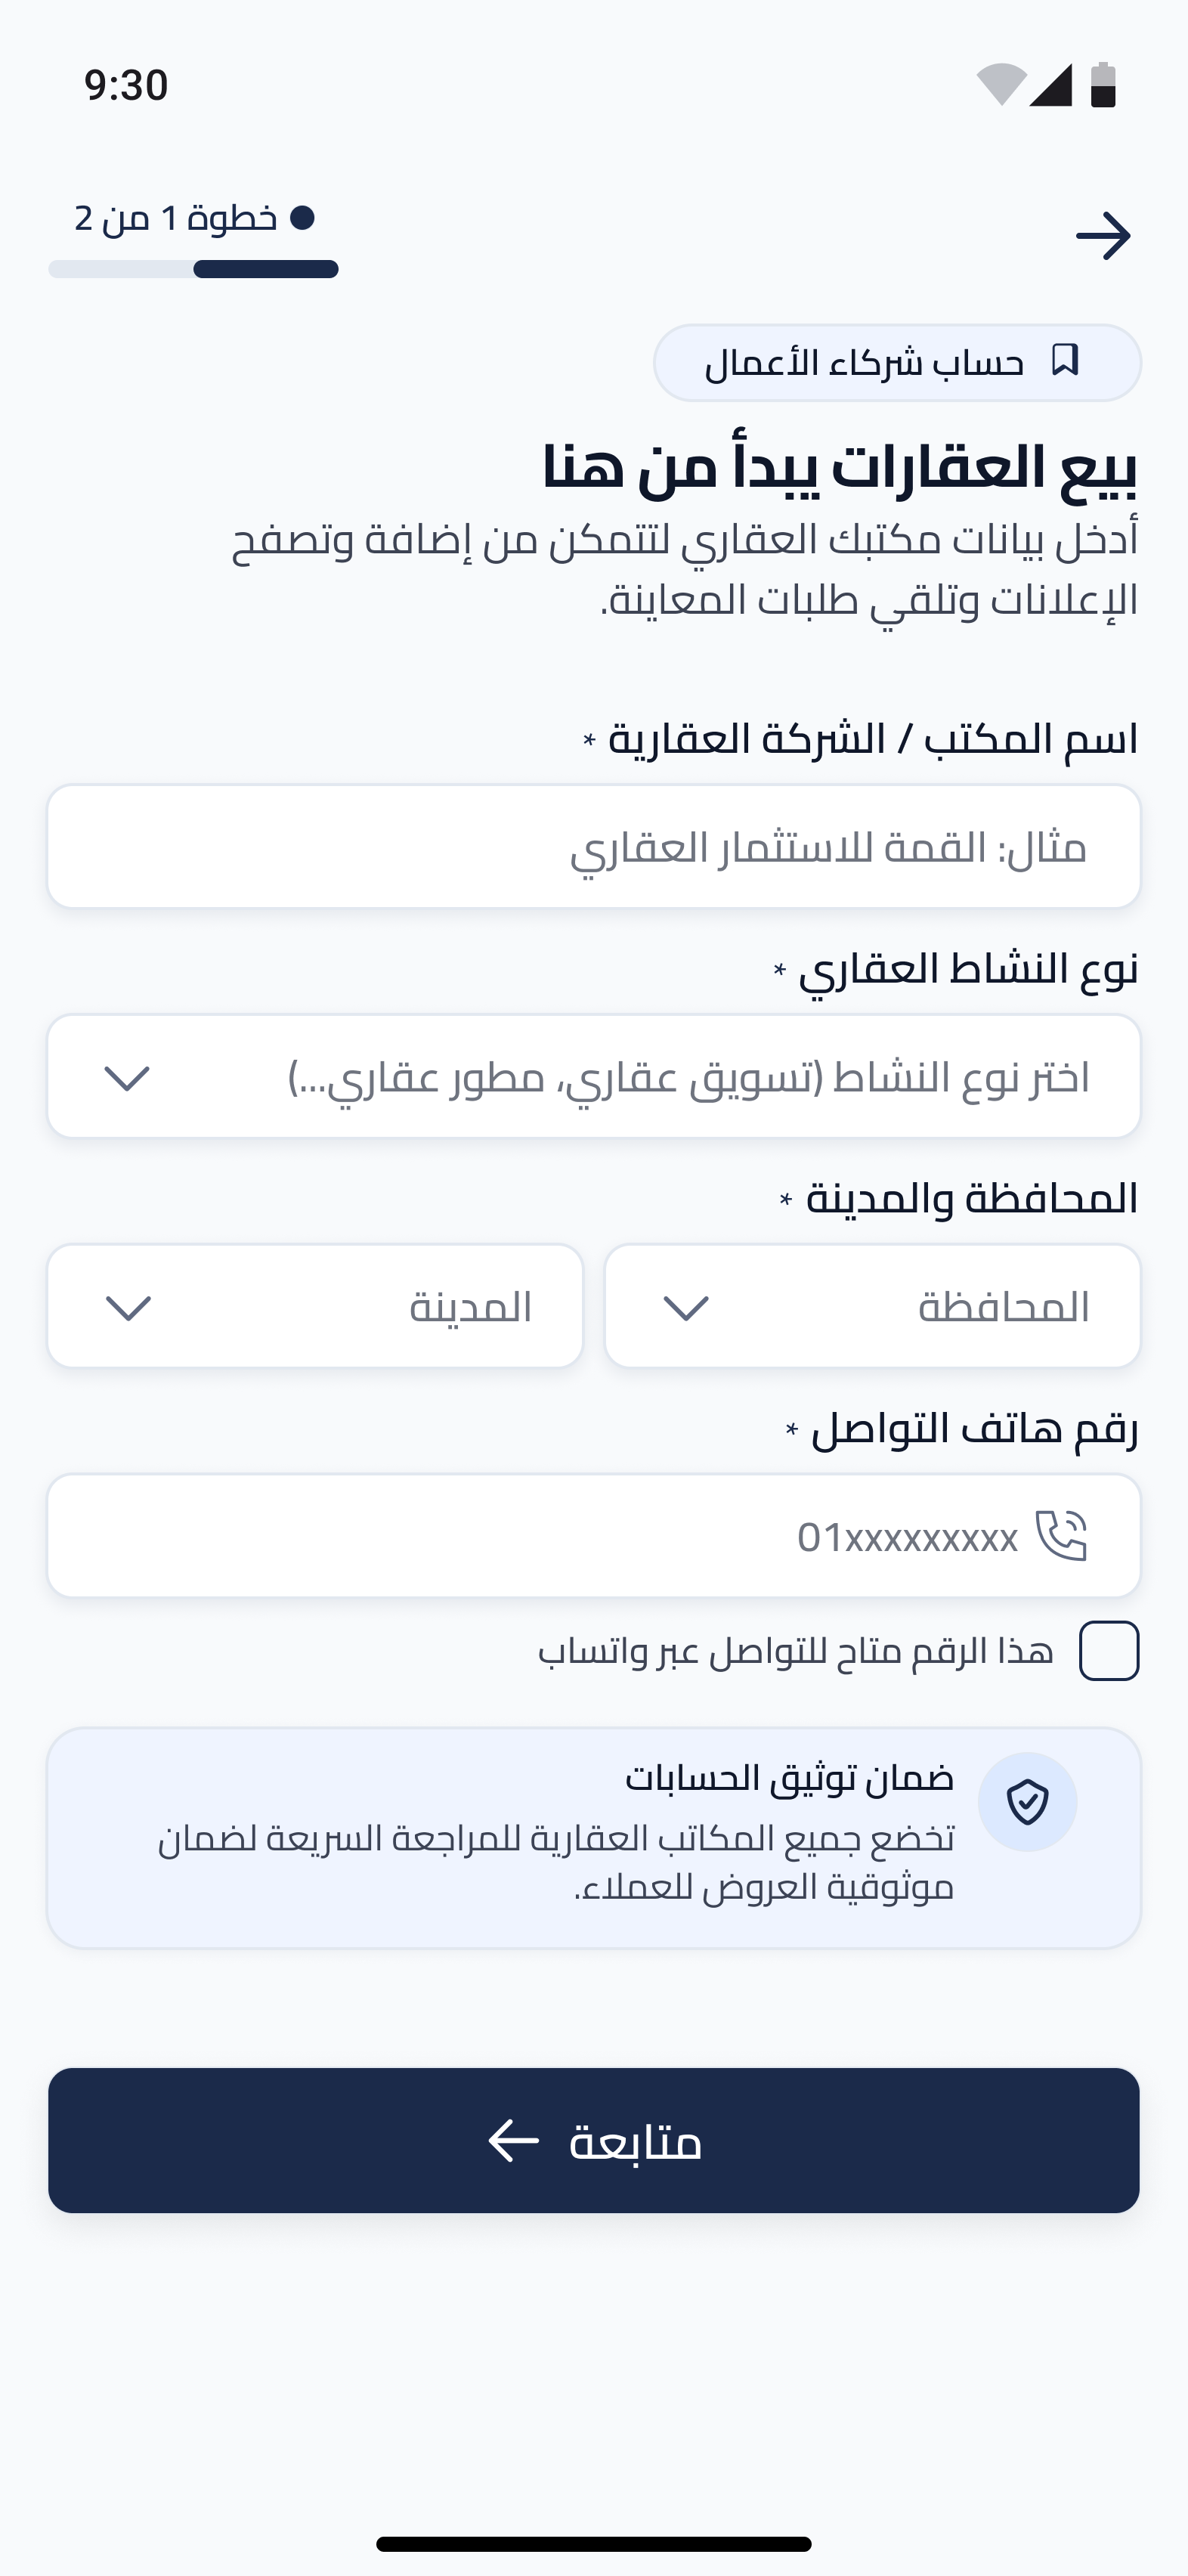 9:30
خطوة 1 من 2
حساب شركاء الأعمال
بيع العقارات يبدأ من هنا
أدخل بيانات مكتبك العقاري لتتمكن من إضافة وتصفح
الإعلانات وتلقي طلبات المعاينة.
اسم المكتب / الشركة العقارية *
مثال: القمة للاستثمار العقاري
نوع النشاط العقاري *
اختر نوع النشاط (تسويق عقاري، مطور عقاري...)
المحافظة والمدينة *
المحافظة
المدينة
رقم هاتف التواصل *
01xxxxxxxxx
هذا الرقم متاح للتواصل عبر واتساب
ضمان توثيق الحسابات
تخضع جميع المكاتب العقارية للمراجعة السريعة لضمان
موثوقية العروض للعملاء.
متابعة